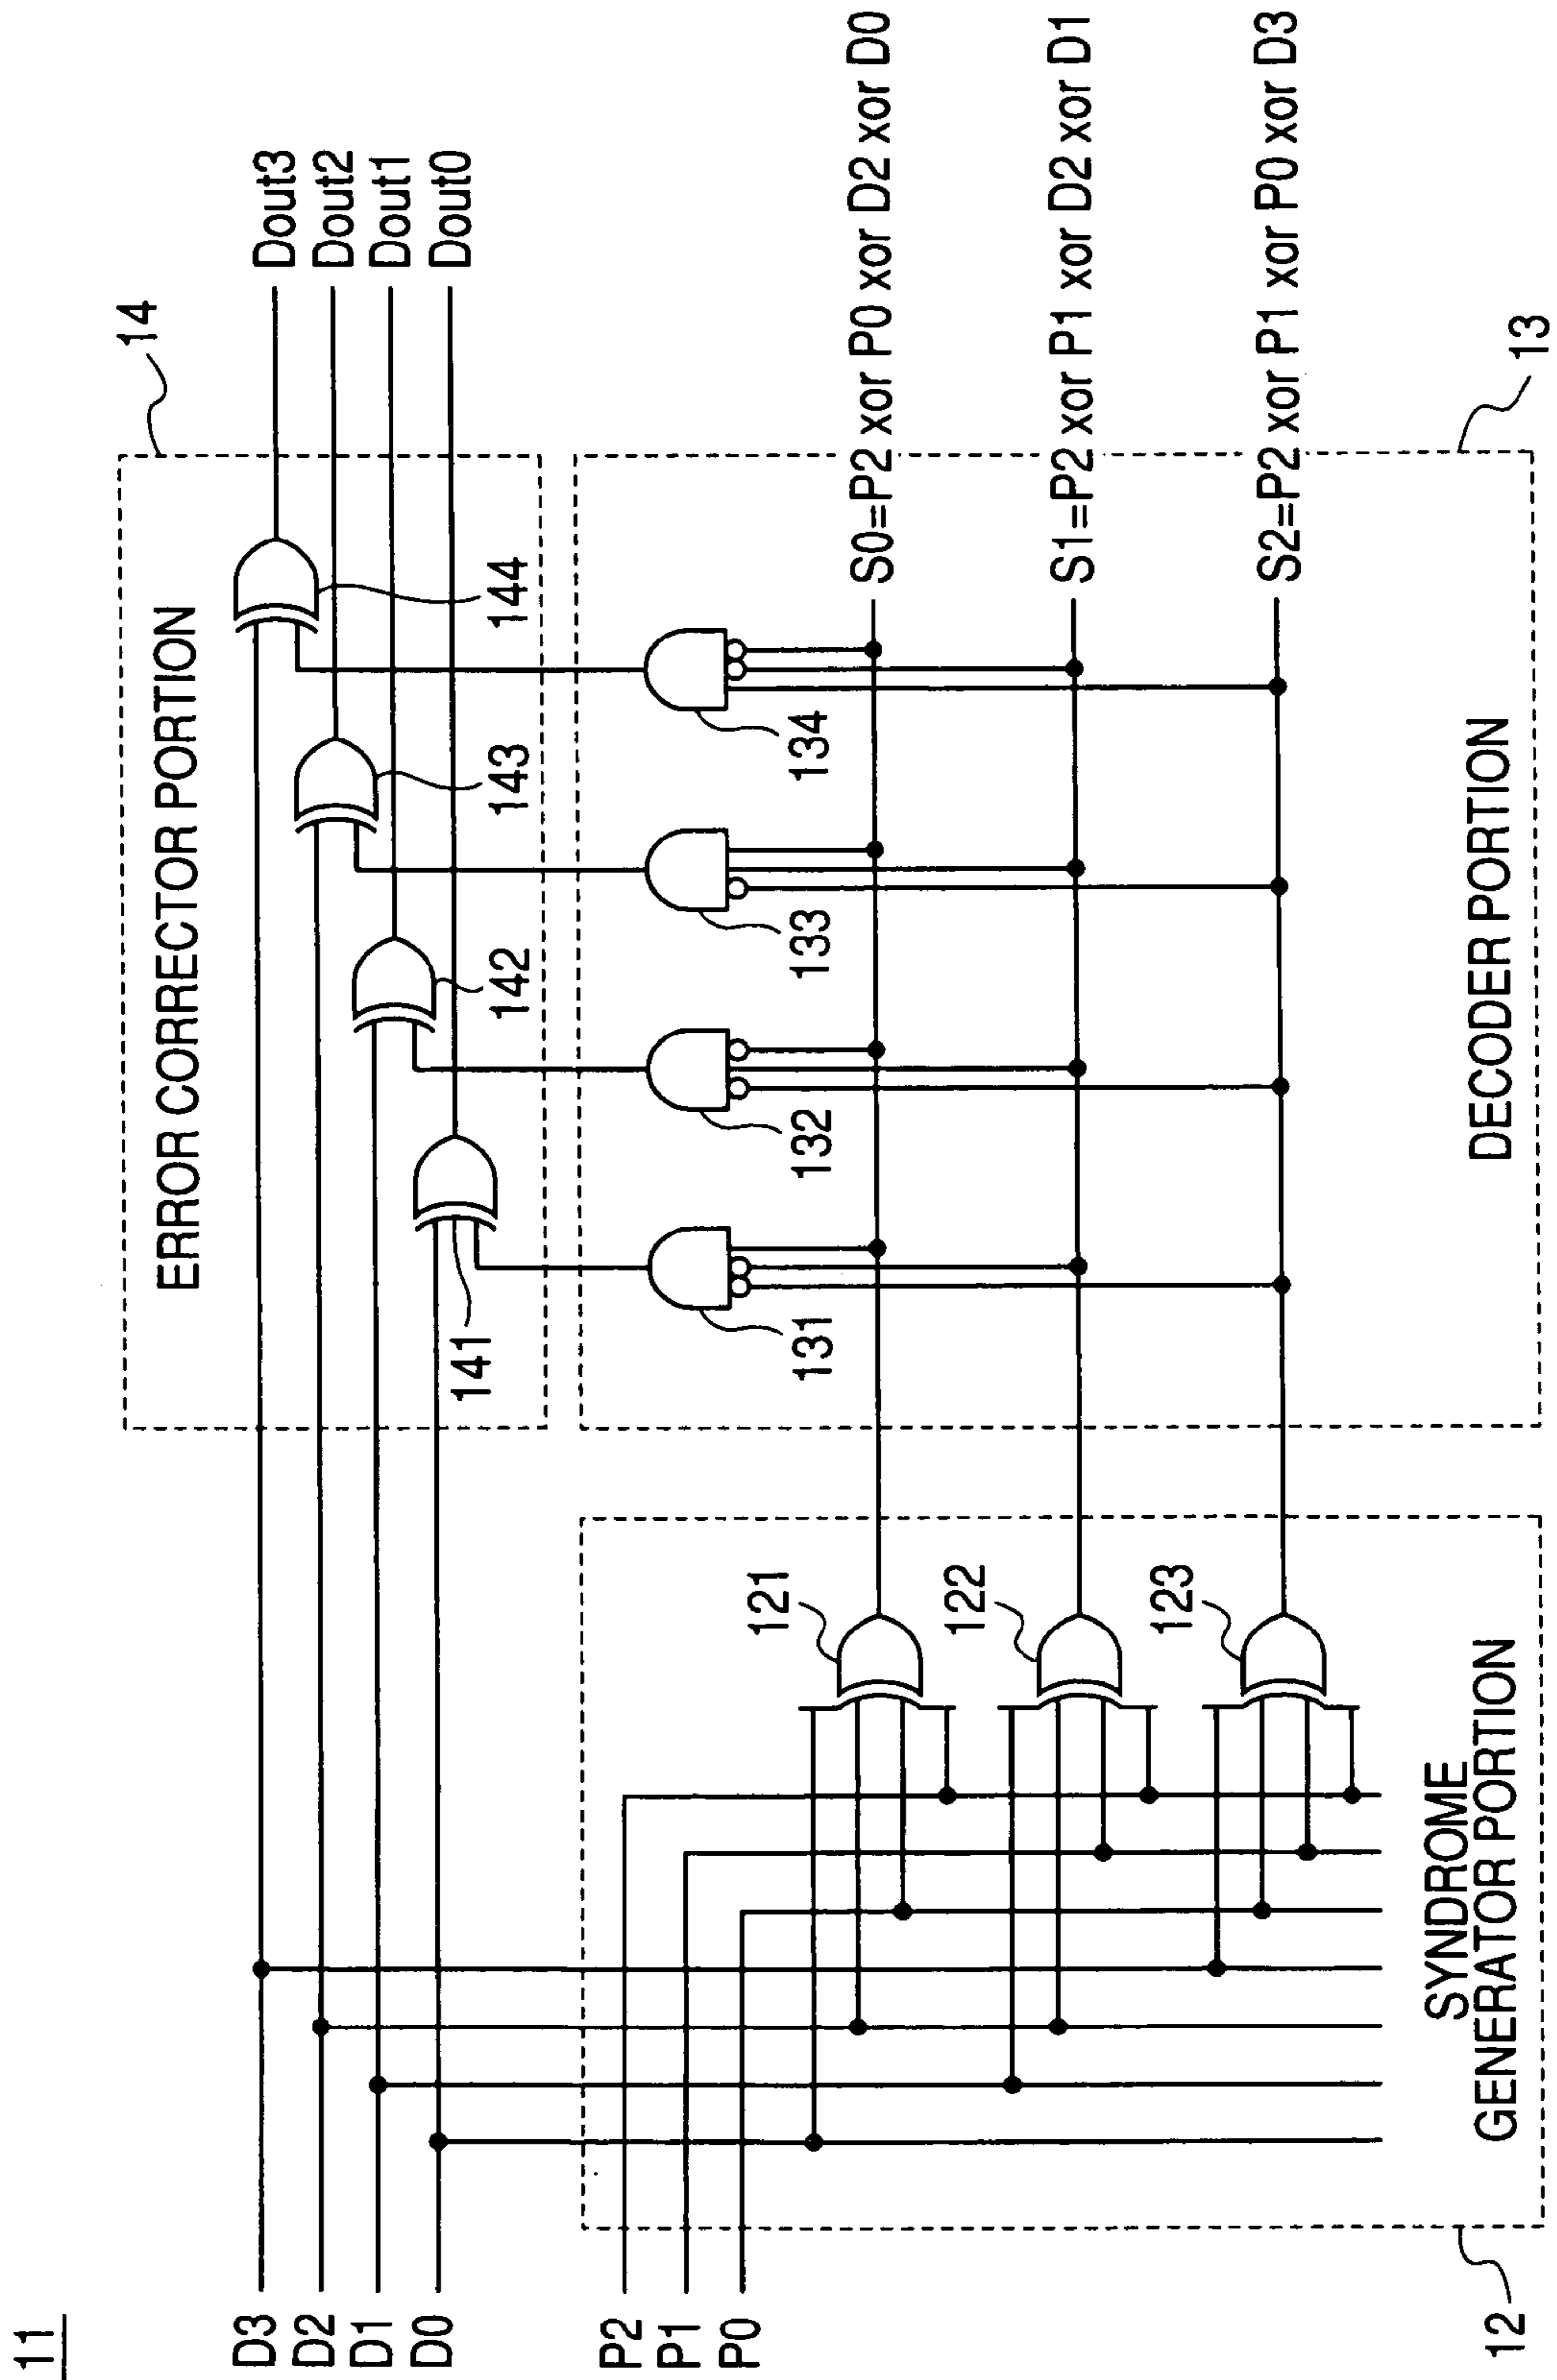 11
D3
D2
D1
D0
P2
P1
P0
12
SYNDROME
GENERATOR PORTION
121
122
123
ERROR CORRECTOR PORTION
14
141
142
143
144
Dout3
Dout2
Dout1
Dout0
131
132
133
134
DECODER PORTION
13
S0=P2 xor P0 xor D2 xor D0
S1=P2 xor P1 xor D2 xor D1
S2=P2 xor P1 xor P0 xor D3